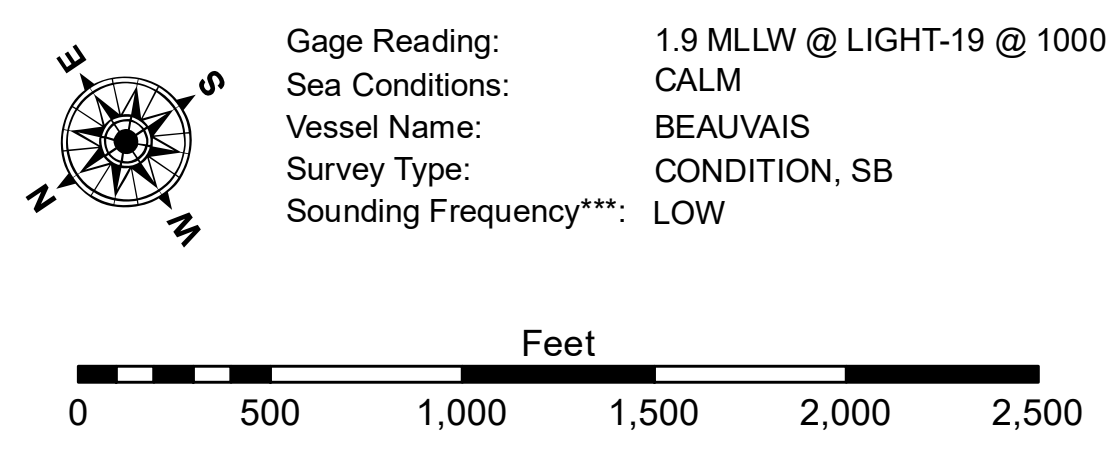 E
S
N
W
Gage Reading: 1.9 MLLW @ LIGHT-19 @ 1000
Sea Conditions: CALM
Vessel Name: BEAUVAIS
Survey Type: CONDITION, SB
Sounding Frequency***: LOW
Feet
0 500 1,000 1,500 2,000 2,500